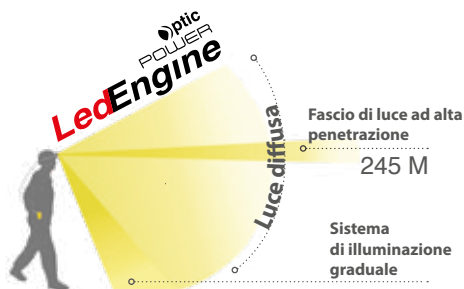 Optic
POWER
LedEngine
Luce diffusa
Fascio di luce ad alta
penetrazione
245 M
Sistema
di illuminazione
graduale